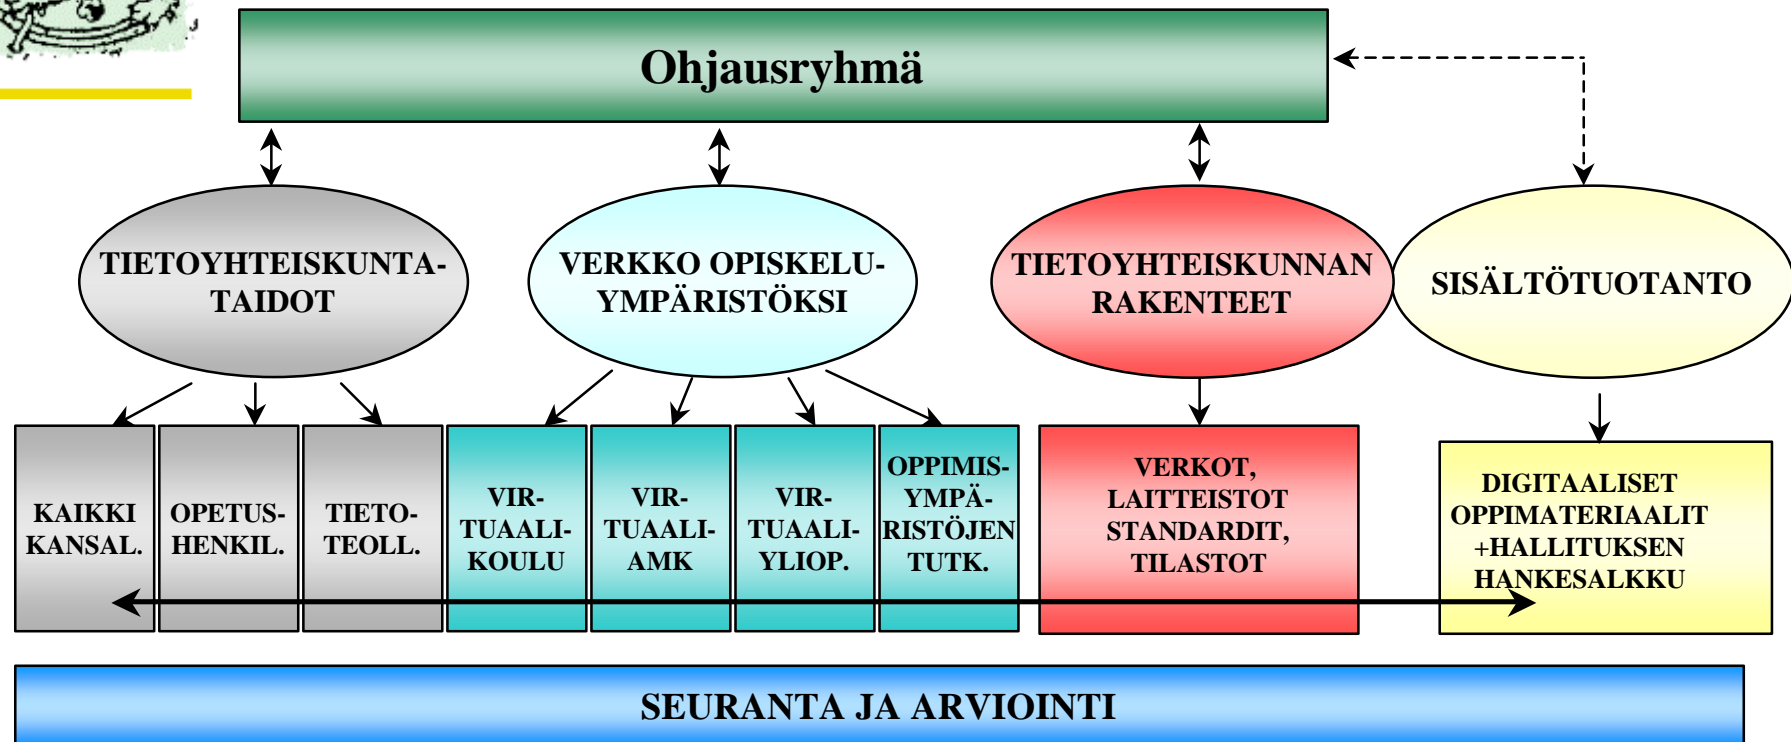 Ohjausryhmä
TIETOYHTEISKUNTA-
TAIDOT
VERKKO OPISKELU-
YMPÄRISTÖKSI
TIETOYHTEISKUNNAN
RAKENTEET
SISÄLTÖTUOTANTO
KAIKKI
KANSAL.
OPETUS-
HENKIL.
TIETO-
TEOLL.
VIR-
TUAALI-
KOULU
VIR-
TUAALI-
AMK
VIR-
TUAALI-
YLIOP.
OPPIMIS-
YMPÄ-
RISTÖJEN
TUTK.
VERKOT,
LAITTEISTOT
STANDARDIT,
TILASTOT
DIGITAALISET
OPPIMATERIAALIT
+HALLITUKSEN
HANKESALKKU
SEURANTA JA ARVIOINTI